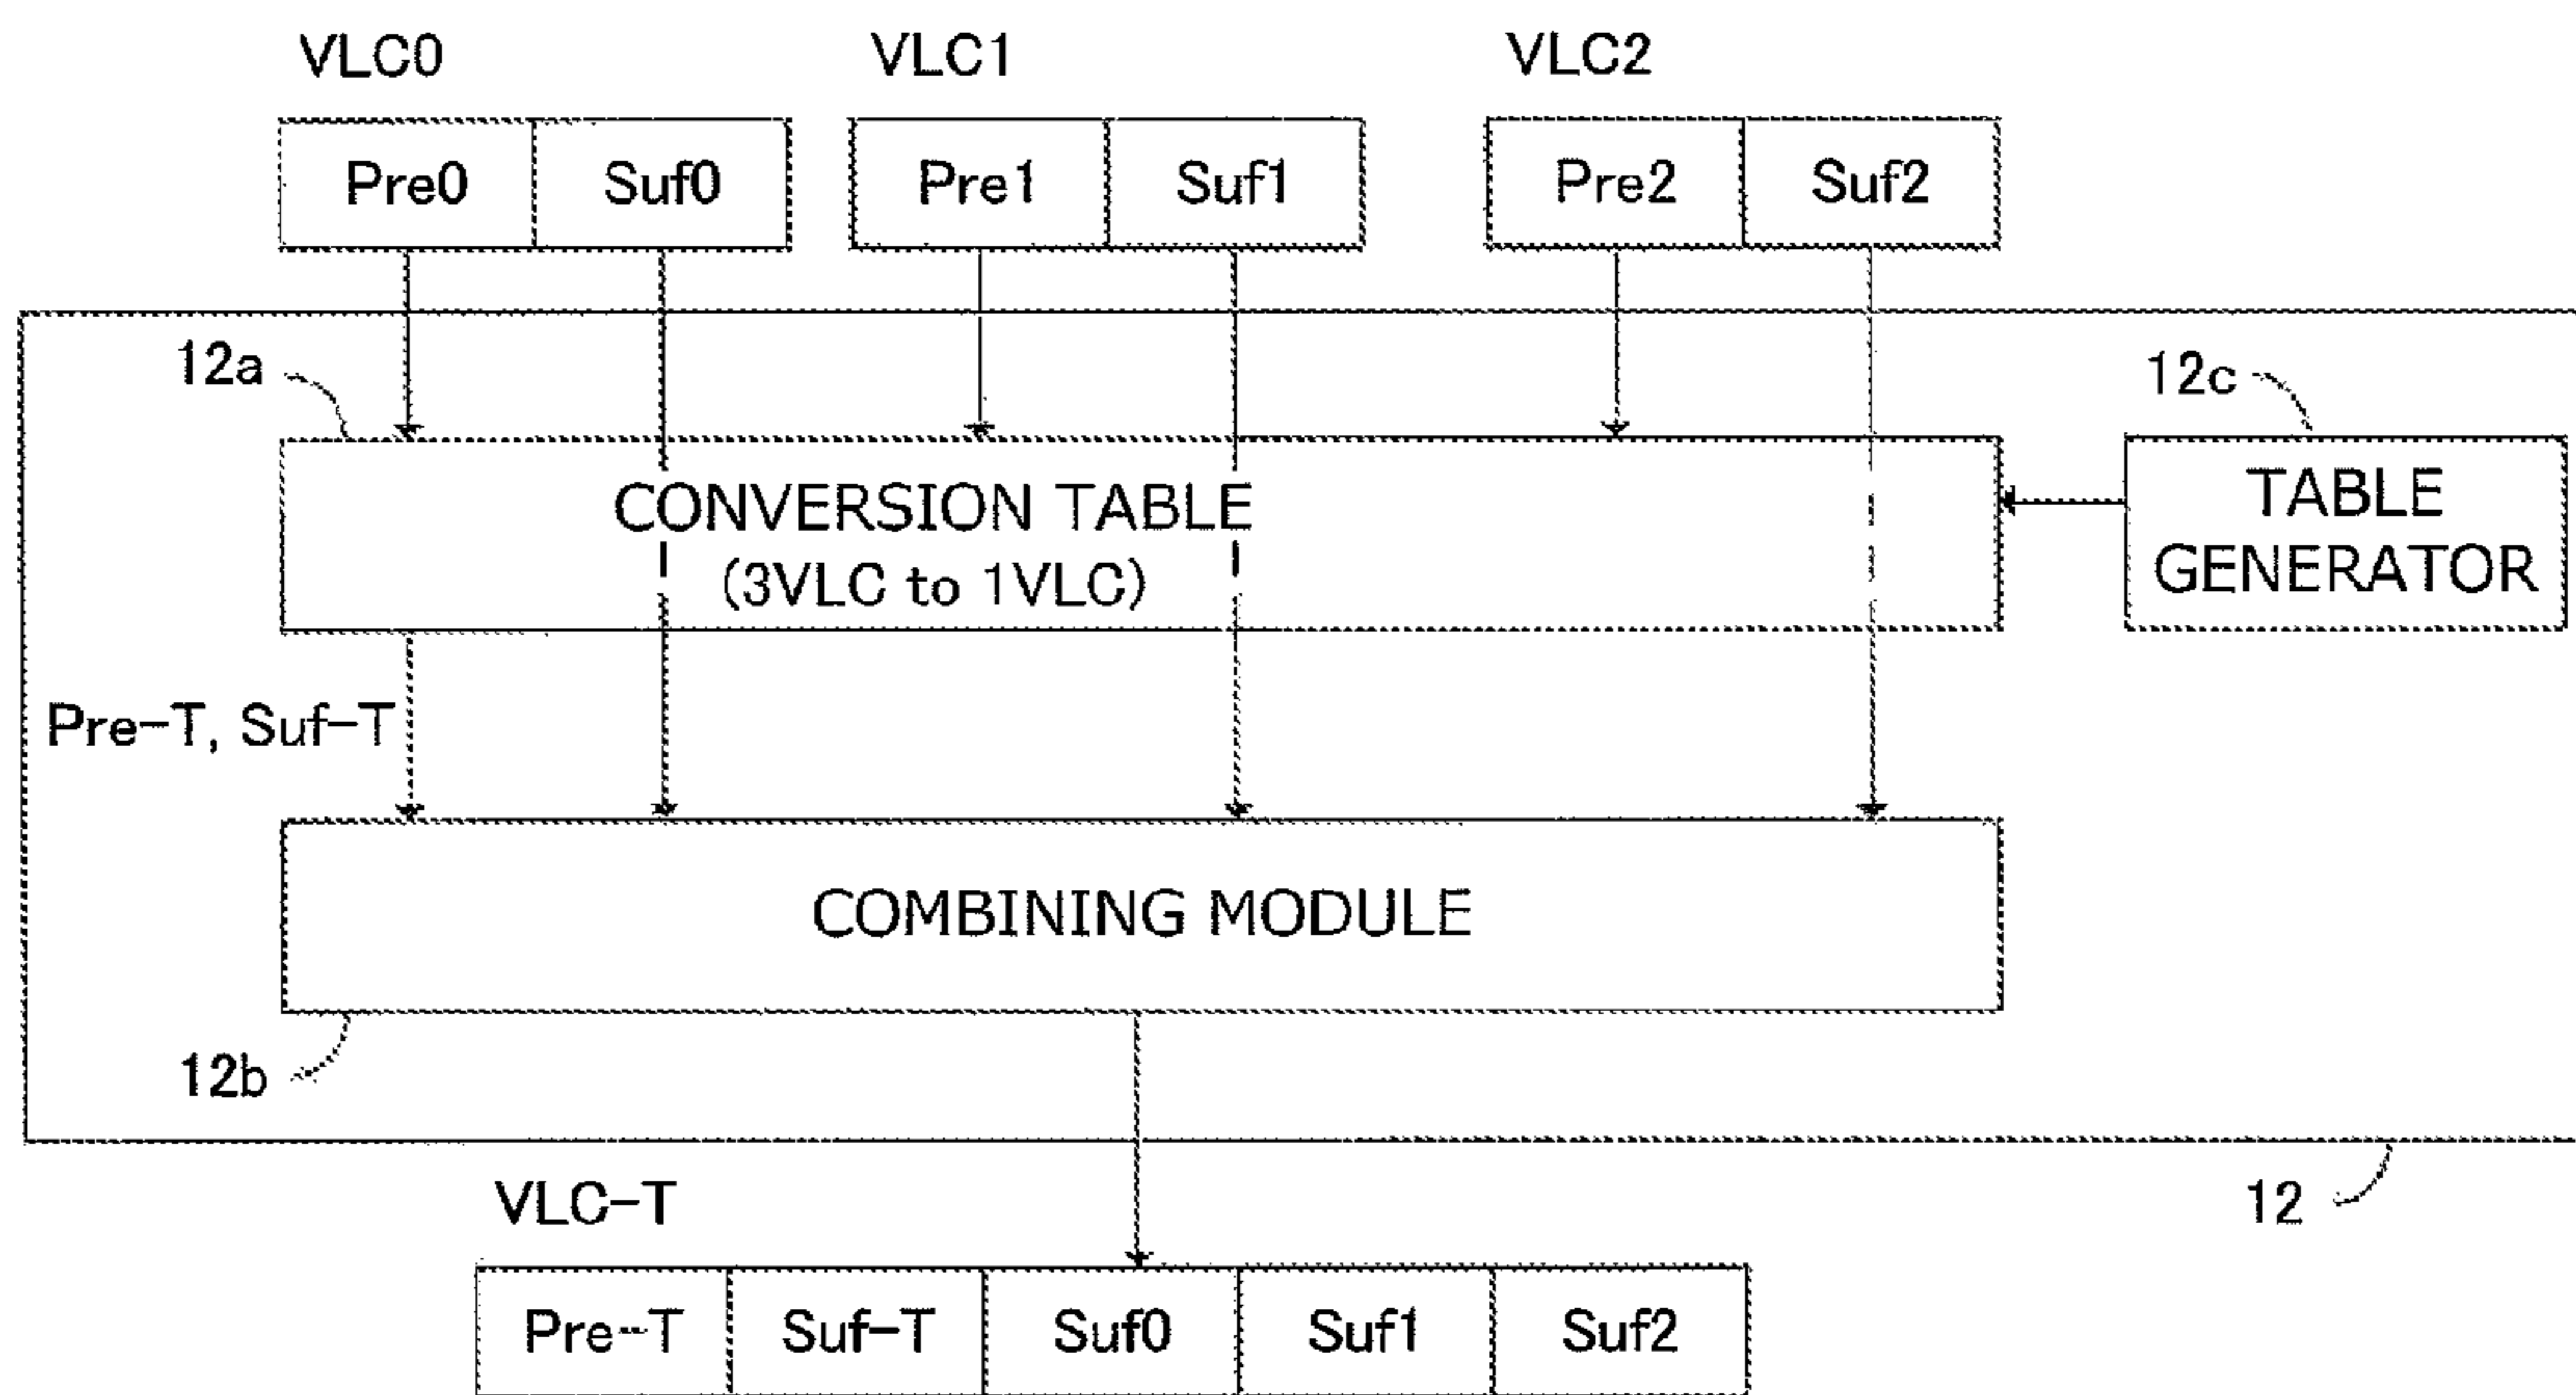 VLC0 VLC1 VLC2
Pre0 Suf0 Pre1 Suf1 Pre2 Suf2
12a
12c
CONVERSION TABLE
(3VLC to 1VLC)
TABLE
GENERATOR
Pre-T, Suf-T
COMBINING MODULE
12b
12
VLC-T
Pre-T Suf-T Suf0 Suf1 Suf2